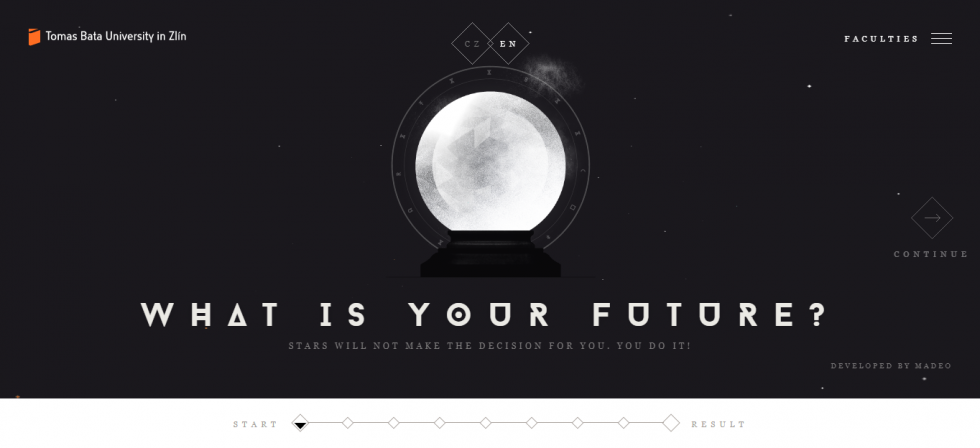 Tomas Bata University in Zlín
CZ
EN
FACULTIES
CONTINUE
WHAT IS YOUR FUTURE?
STARS WILL NOT MAKE THE DECISION FOR YOU. YOU DO IT!
DEVELOPED BY MADEO
START
RESULT